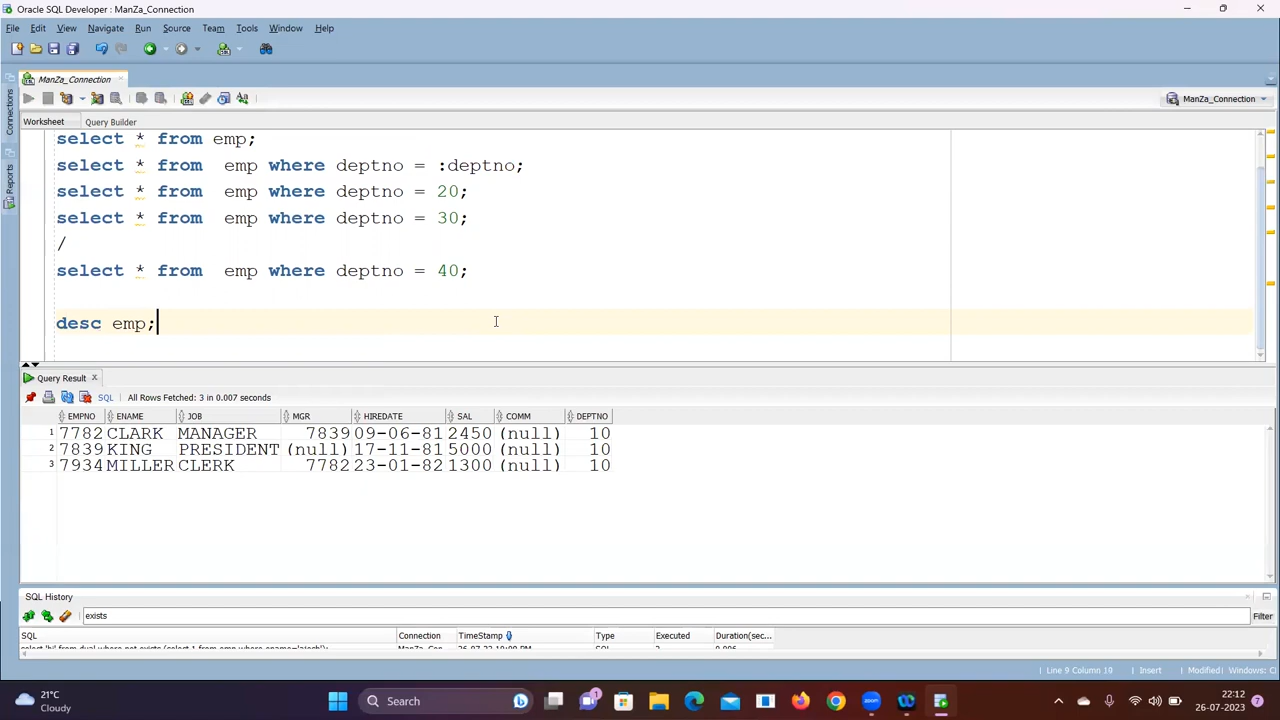 Oracle SQL Developer : ManZa_Connection
File Edit View Navigate Run Source Team Tools Window Help
ManZa_Connection
ManZa_Connection
Worksheet Query Builder
select * from emp;
select * from  emp where deptno = :deptno;
select * from  emp where deptno = 20;
select * from  emp where deptno = 30;
/
select * from  emp where deptno = 40;
desc emp;
Connections
Reports
Query Result
SQL All Rows Fetched: 3 in 0.007 seconds
EMPNO ENAME JOB MGR HIREDATE SAL COMM DEPTNO
1 7782 CLARK MANAGER 7839 09-06-81 2450 (null) 10
2 7839 KING PRESIDENT (null) 17-11-81 5000 (null) 10
3 7934 MILLER CLERK 7782 23-01-82 1300 (null) 10
SQL History
exists Filter
SQL Connection TimeStamp Type Executed Duration(sec...
Line 9 Column 10 Insert Modified Windows: C
21°C
Cloudy
Search
1
zoom
22:12
26-07-2023
7